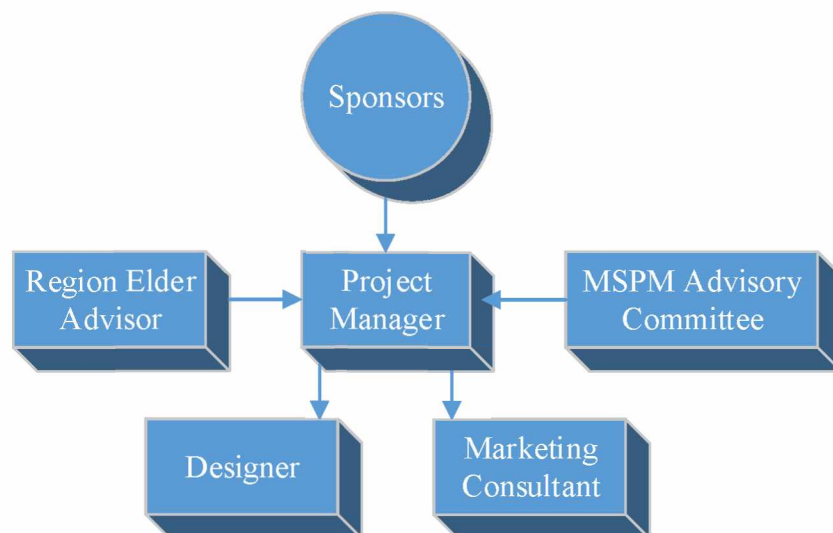 Sponsors
Region Elder
Advisor
Project
Manager
MSPM Advisory
Committee
Designer
Marketing
Consultant